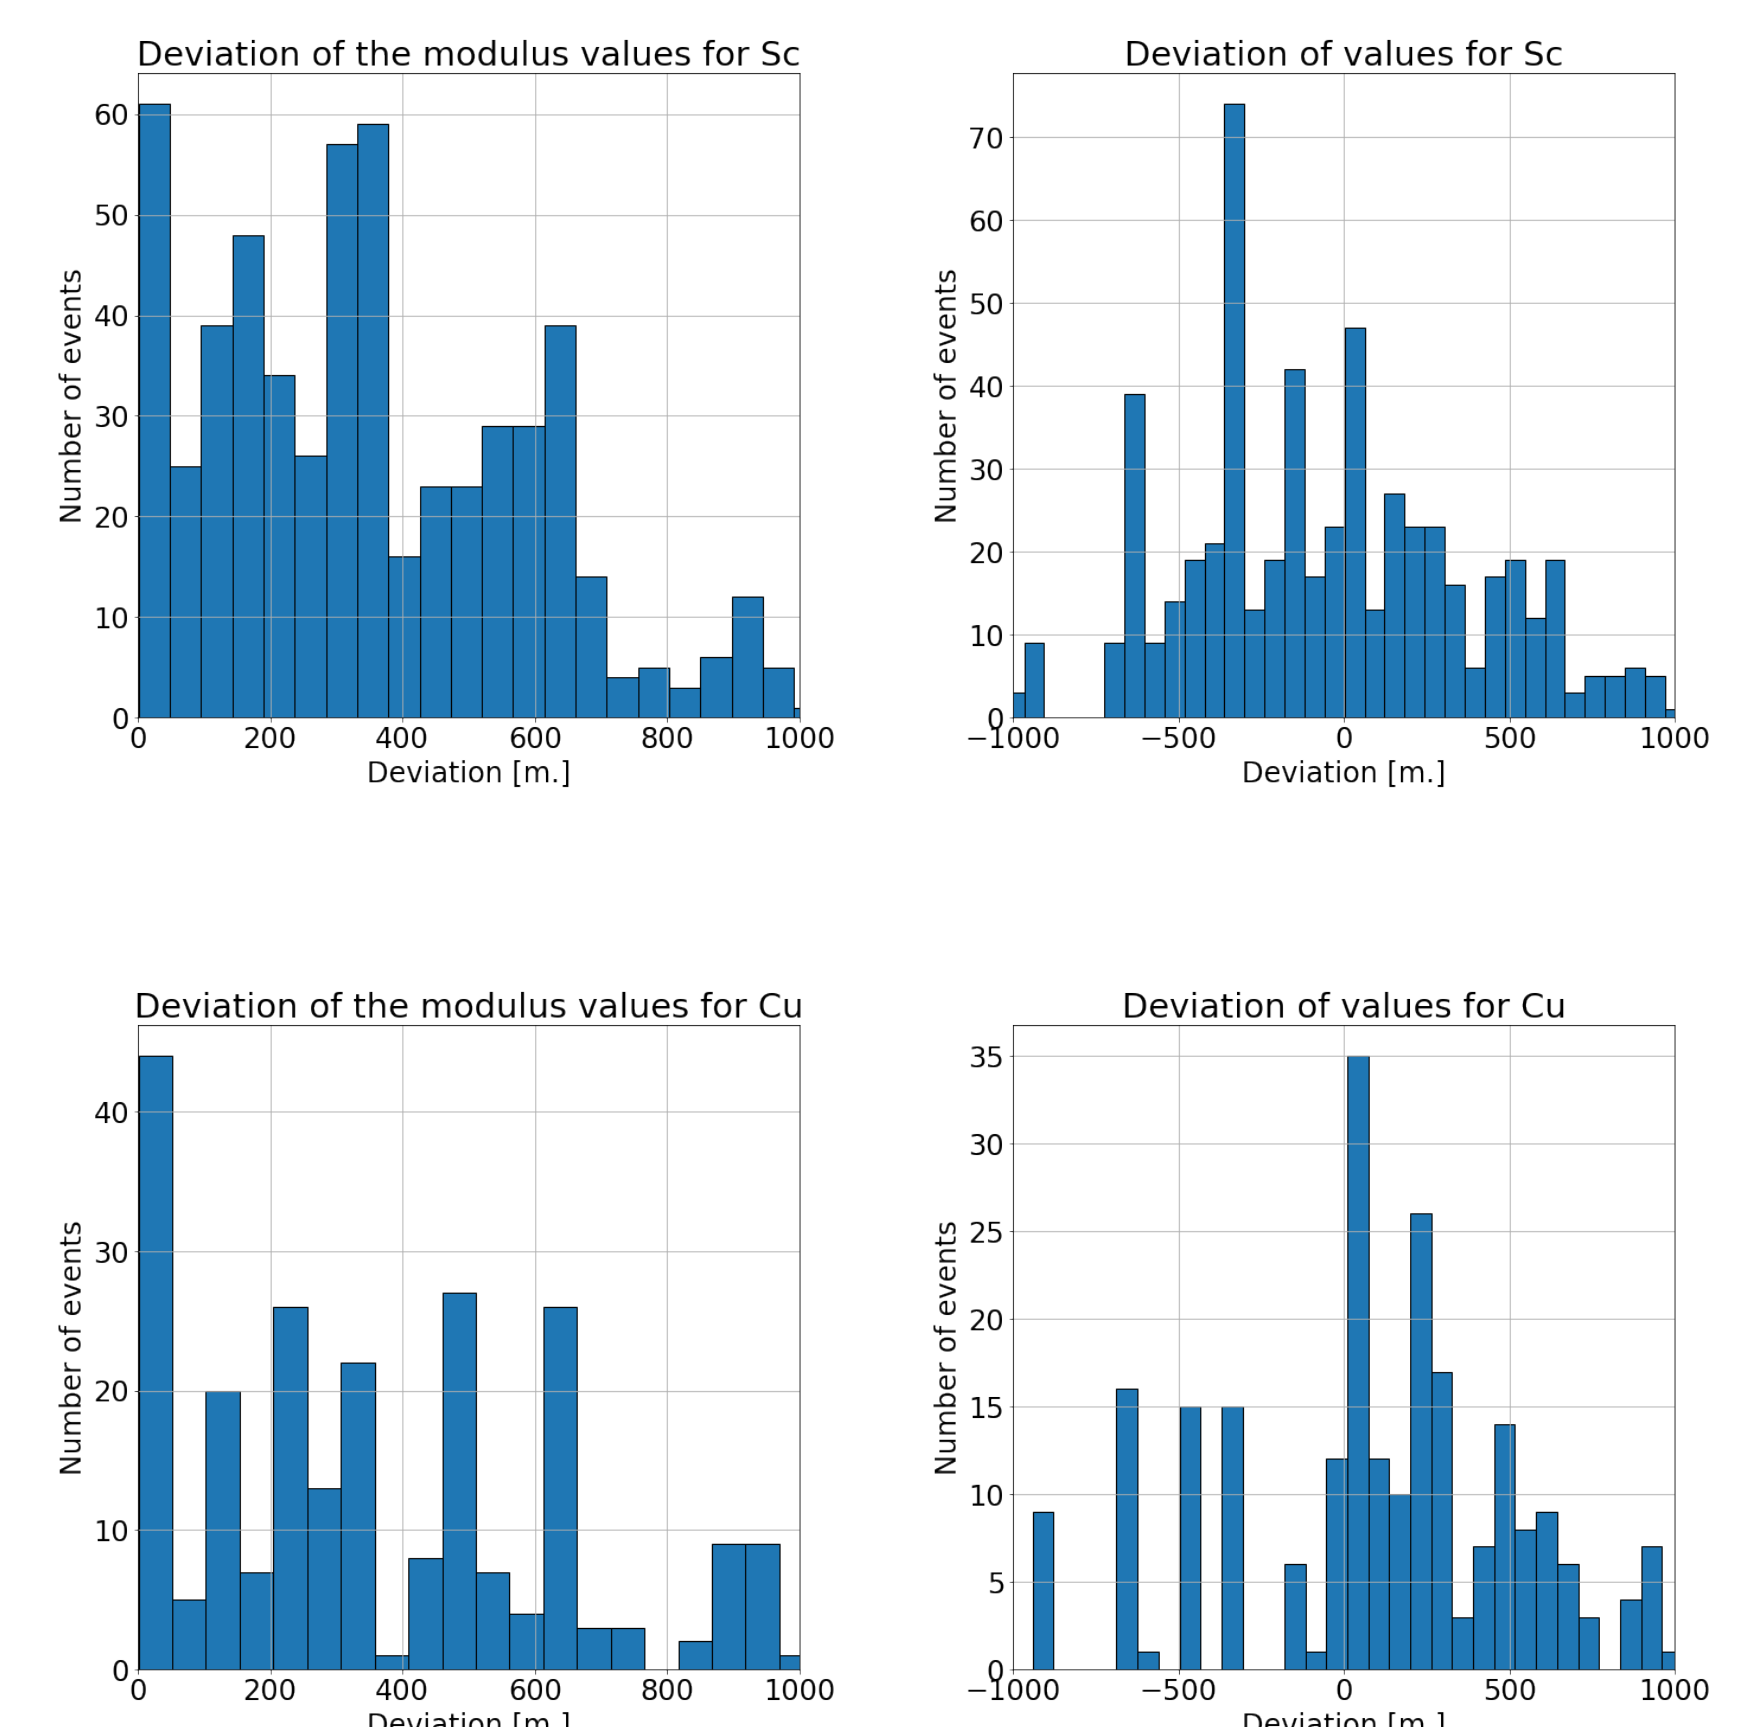 Deviation of the modulus values for Sc
Number of events
60
50
40
30
20
10
0
0 200 400 600 800 1000
Deviation [m.]
Deviation of values for Sc
Number of events
70
60
50
40
30
20
10
0
−1000 −500 0 500 1000
Deviation [m.]
Deviation of the modulus values for Cu
Number of events
40
30
20
10
0
0 200 400 600 800 1000
Deviation [m.]
Deviation of values for Cu
Number of events
35
30
25
20
15
10
5
0
−1000 −500 0 500 1000
Deviation [m.]